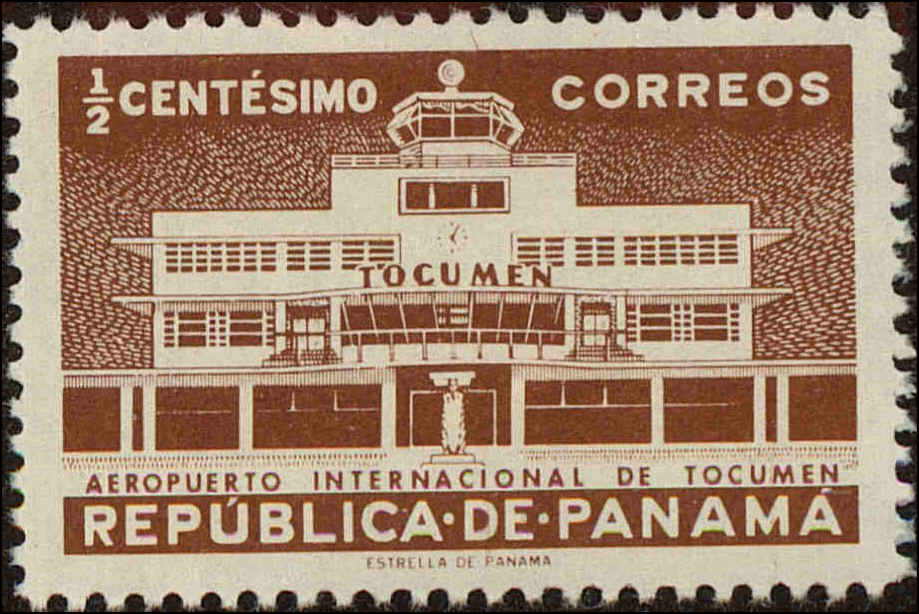 ½ CENTÉSIMO CORREOS
TOCUMEN
AEROPUERTO INTERNACIONAL DE TOCUMEN
REPÚBLICA·DE·PANAMÁ
ESTRELLA DE PANAMA